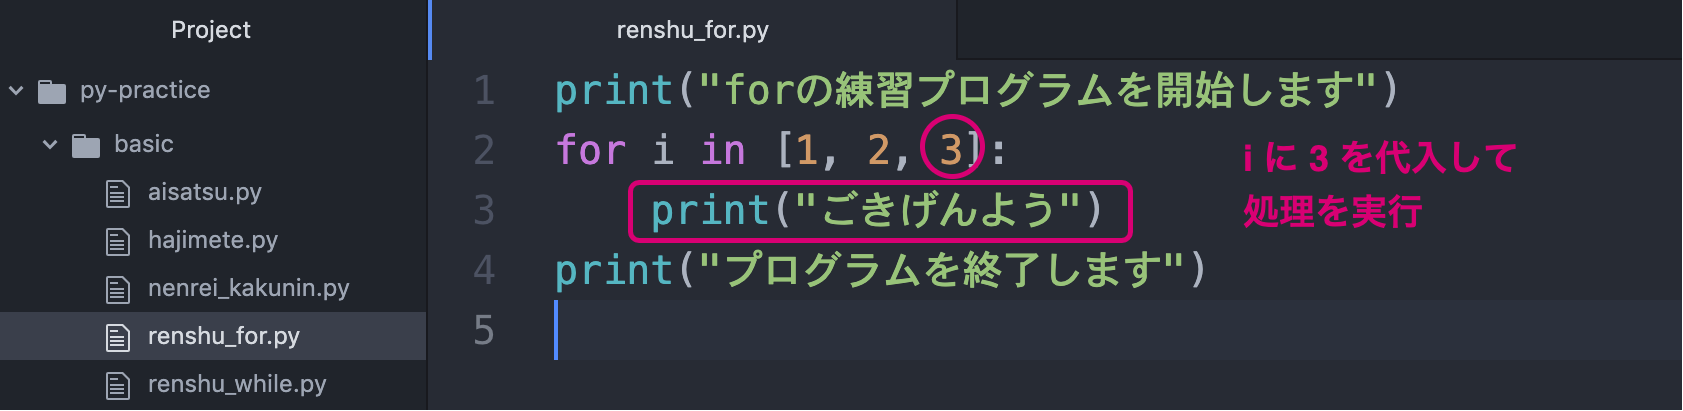 Project
py-practice
basic
aisatsu.py
hajimete.py
nenrei_kakunin.py
renshu_for.py
renshu_while.py
renshu_for.py
1 print("forの練習プログラムを開始します")
2 for i in [1, 2, 3]:
3     print("ごきげんよう")
4 print("プログラムを終了します")
5
i に 3 を代入して
処理を実行